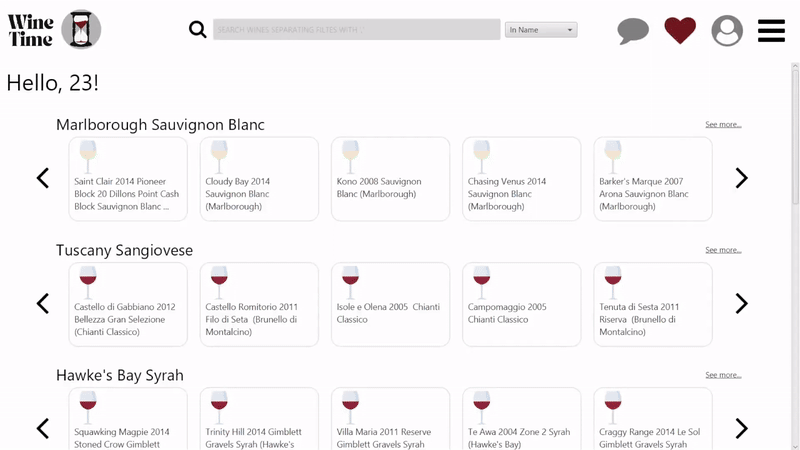 Wine
Time
SEARCH WINES SEPARATING FILTES WITH ;
In Name
Hello, 23!
Marlborough Sauvignon Blanc
See more...
Saint Clair 2014 Pioneer
Block 20 Dillons Point Cash
Block Sauvignon Blanc ...
Cloudy Bay 2014
Sauvignon Blanc
(Marlborough)
Kono 2008 Sauvignon
Blanc (Marlborough)
Chasing Venus 2014
Sauvignon Blanc
(Marlborough)
Barker's Marque 2007
Arona Sauvignon Blanc
(Marlborough)
Tuscany Sangiovese
See more...
Castello di Gabbiano 2012
Bellezza Gran Selezione
(Chianti Classico)
Castello Romitorio 2011
Filo di Seta (Brunello di
Montalcino)
Isole e Olena 2005 Chianti
Classico
Campomaggio 2005
Chianti Classico
Tenuta di Sesta 2011
Riserva (Brunello di
Montalcino)
Hawke's Bay Syrah
See more...
Squawking Magpie 2014
Stoned Crow Gimblett
Trinity Hill 2014 Gimblett
Gravels Syrah (Hawke's
Villa Maria 2011 Reserve
Gimblett Gravels Syrah
Te Awa 2004 Zone 2 Syrah
(Hawke's Bay)
Craggy Range 2014 Le Sol
Gimblett Gravels Syrah